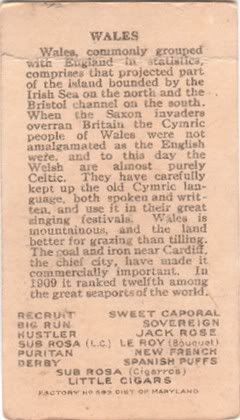 WALES
Wales, commonly grouped
with England in statistics,
comprises that projected part
of the island bounded by the
Irish Sea on the north and the
Bristol channel on the south.
When the Saxon invaders
overran Britain the Cymric
people of Wales were not
amalgamated as the English
were, and to this day the
Welsh are almost purely
Celtic. They have carefully
kept up the old Cymric lan-
guage, both spoken and writ-
ten, and use it in their great
singing festivals. Wales is
mountainous, and the land
better for grazing than tilling.
The coal and iron near Cardiff,
the chief city, have made it
commercially important. In
1909 it ranked twelfth among
the great seaports of the world.
RECRUIT SWEET CAPORAL
BIG RUN SOVEREIGN
HUSTLER JACK ROSE
SUB ROSA (L.C.) LE ROY (Bouquet)
PURITAN NEW FRENCH
DERBY SPANISH PUFFS
SUB ROSA (Cigarros)
LITTLE CIGARS
FACTORY NO 592 DIST OF MARYLAND